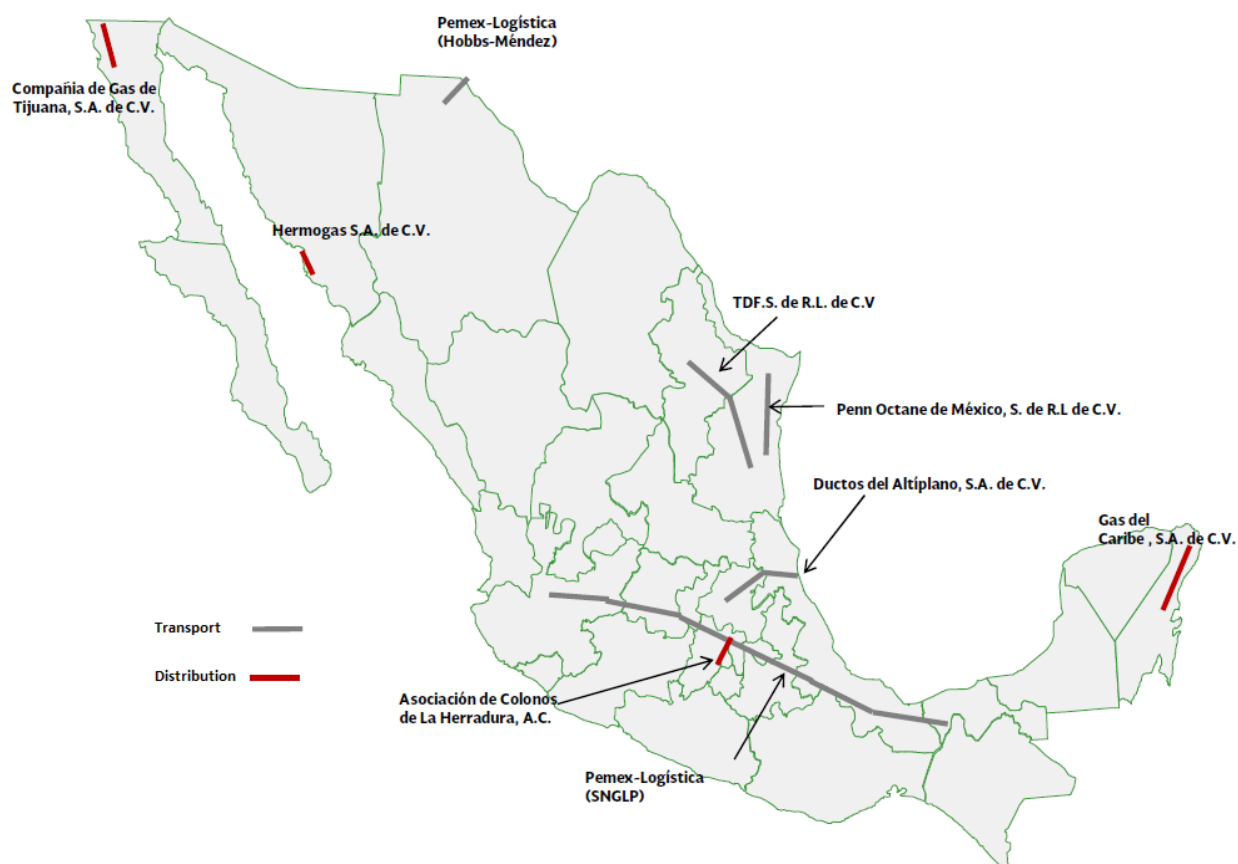 Pemex-Logística
(Hobbs-Méndez)
Compañia de Gas de
Tijuana, S.A. de C.V.
Hermogas S.A. de C.V.
TDF.S. de R.L. de C.V
Penn Octane de México, S. de R.L de C.V.
Ductos del Altíplano, S.A. de C.V.
Gas del
Caribe , S.A. de C.V.
Transport
Distribution
Asociación de Colonos
de La Herradura, A.C.
Pemex-Logística
(SNGLP)